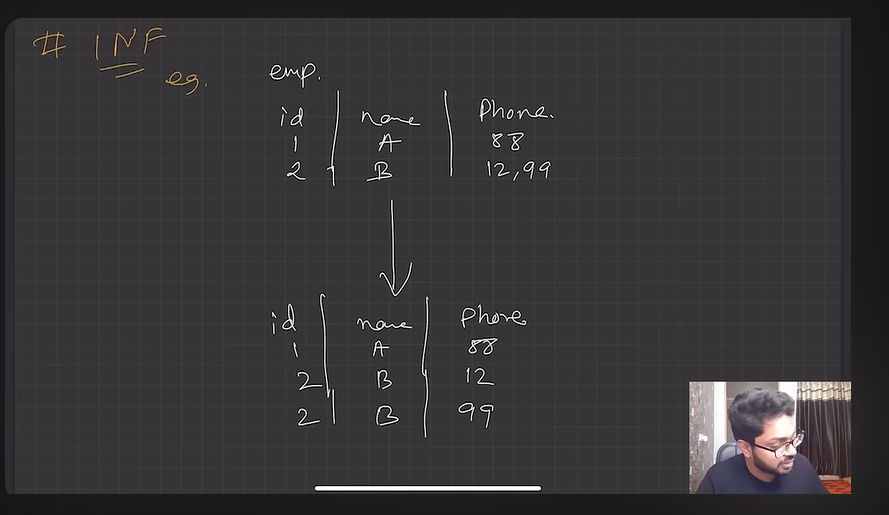 # 1NF
eg.
emp.
id | name | Phone.
1 | A | 88
2 | B | 12,99
id | name | Phone
1 | A | 88
2 | B | 12
2 | B | 99